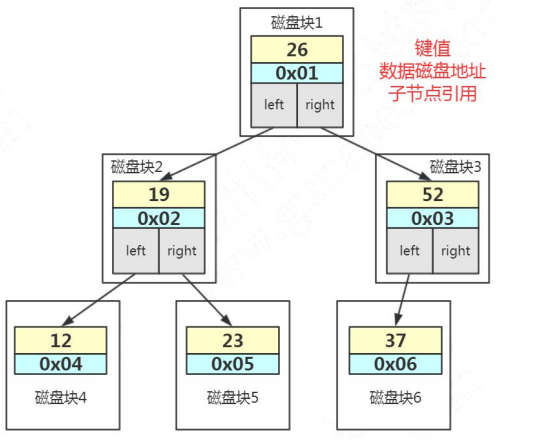 磁盘块1
26
0x01
left right
键值
数据磁盘地址
子节点引用
磁盘块2
19
0x02
left right
磁盘块3
52
0x03
left right
12
0x04
磁盘块4
23
0x05
磁盘块5
37
0x06
磁盘块6